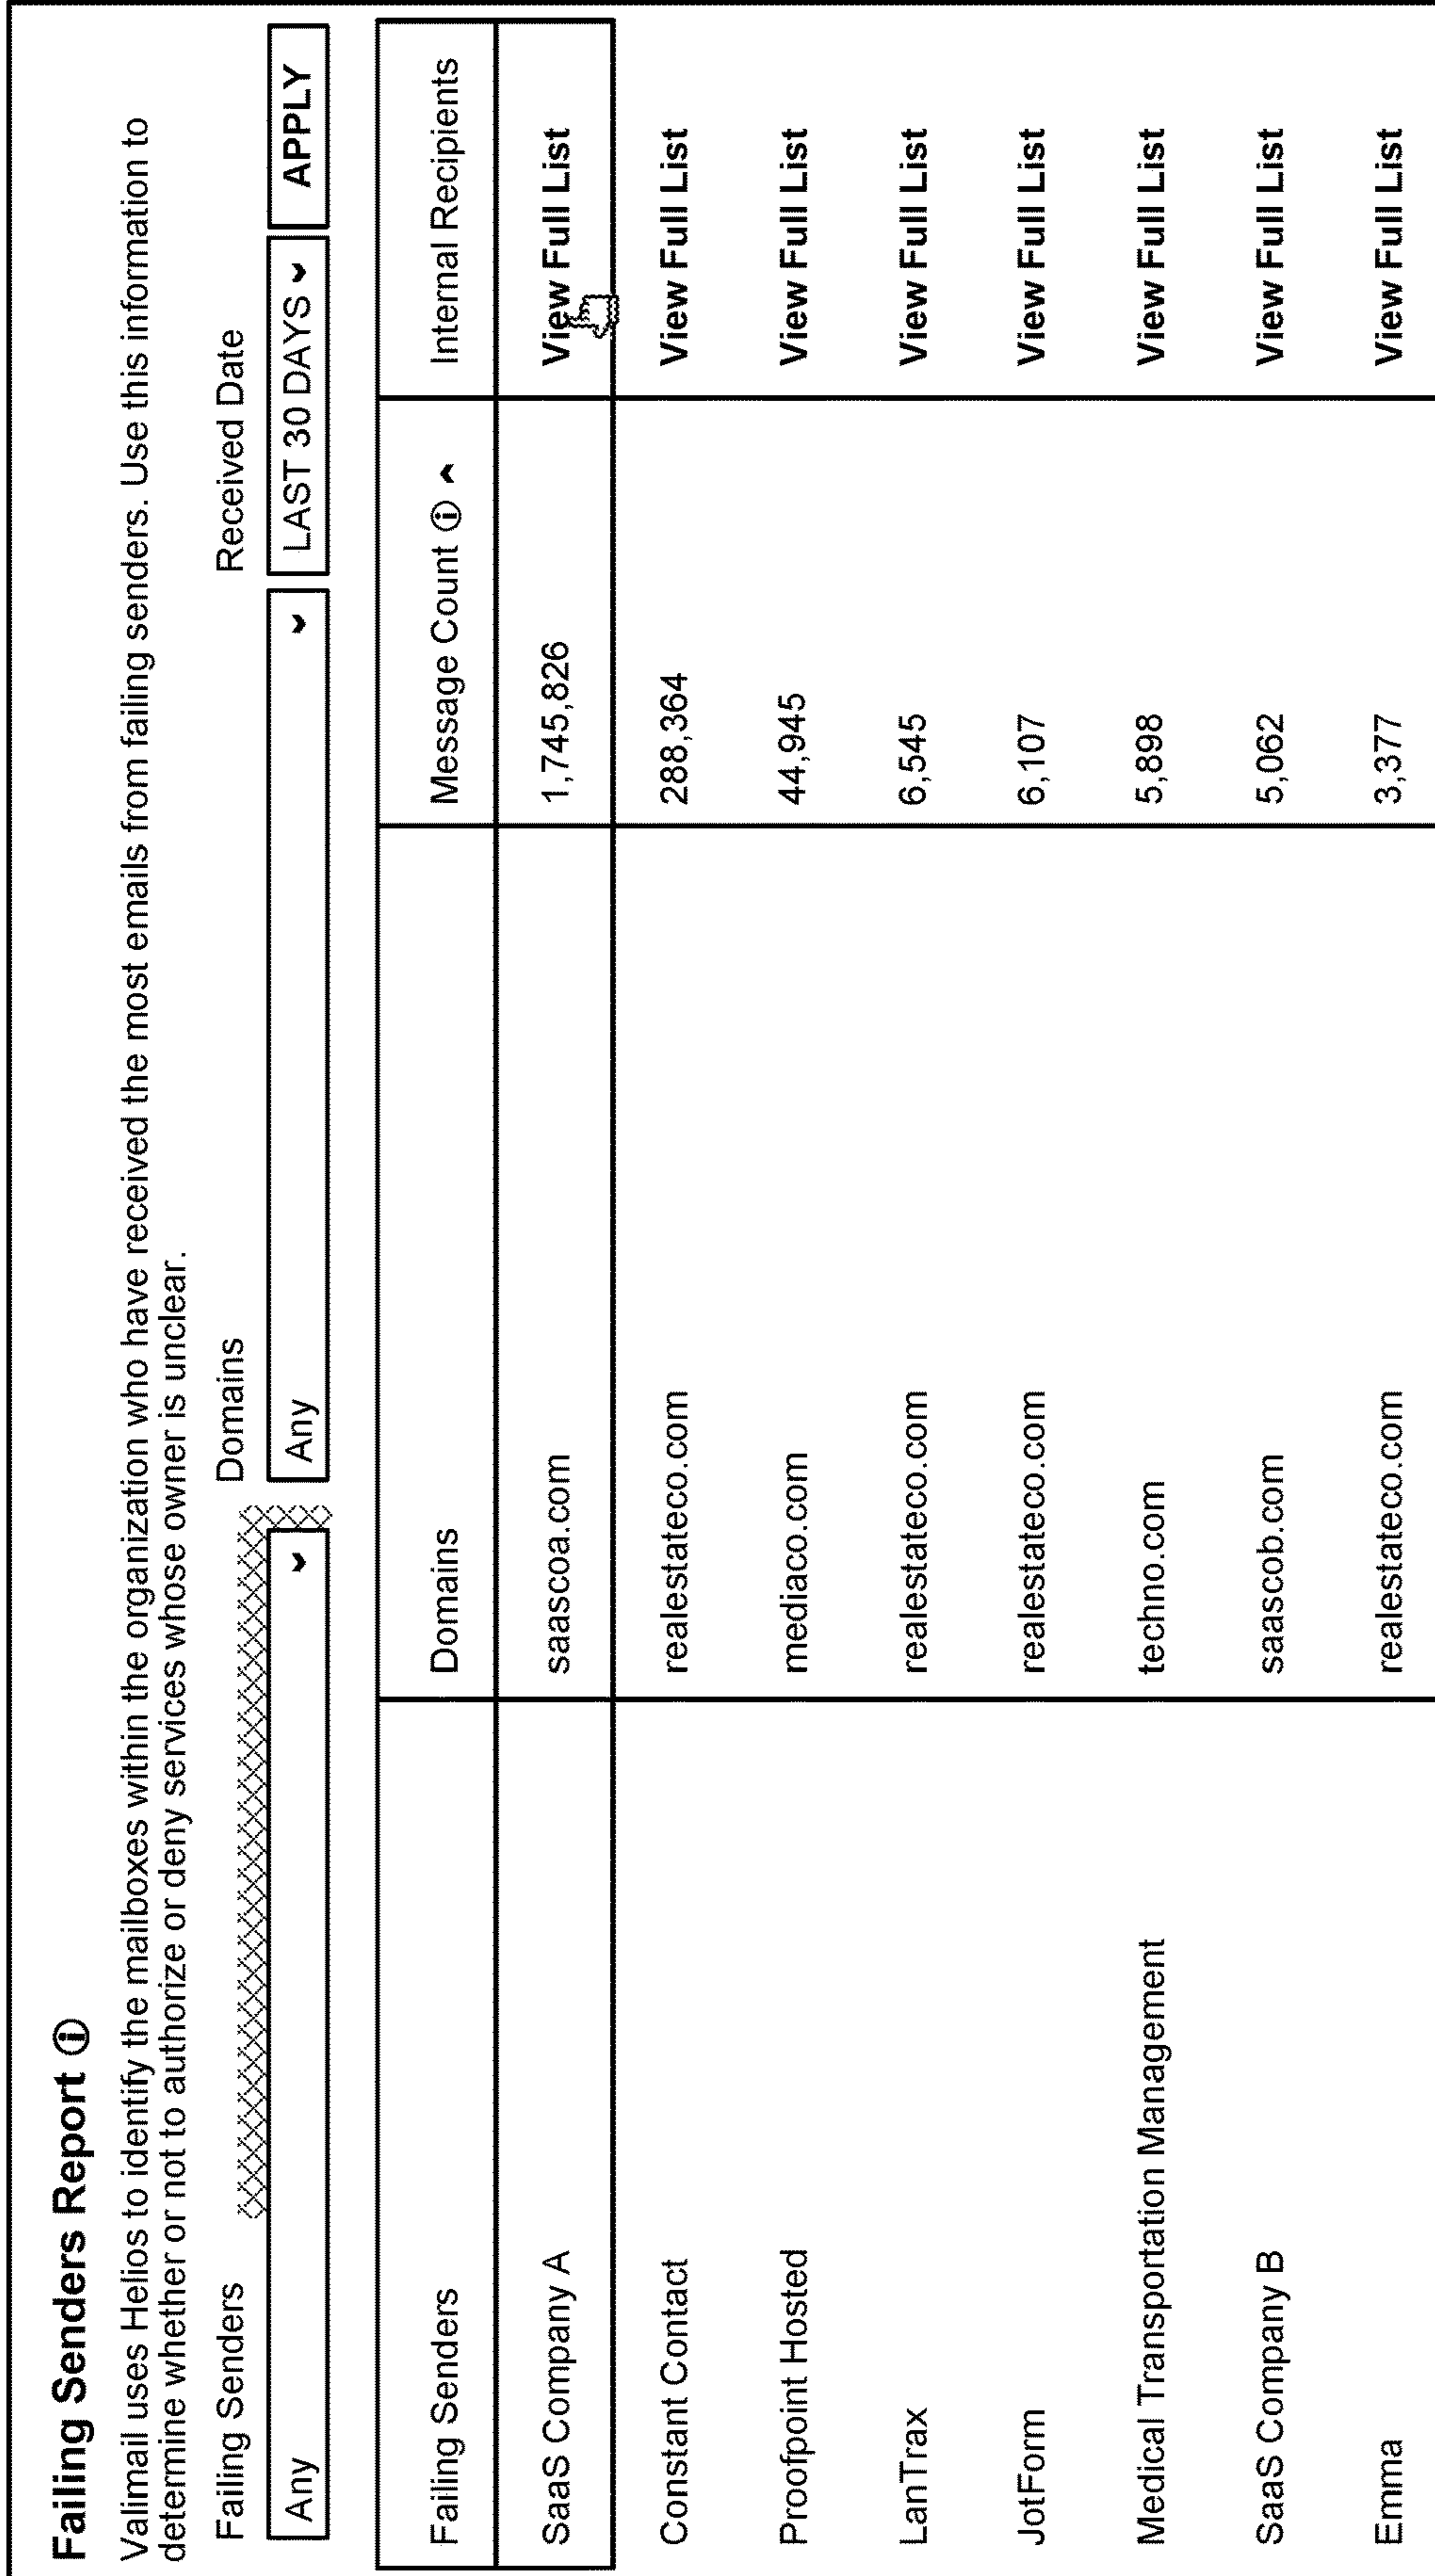 Failing Senders Report ⓘ
Valimail uses Helios to identify the mailboxes within the organization who have received the most emails from failing senders. Use this information to
determine whether or not to authorize or deny services whose owner is unclear.
Failing Senders Domains Received Date
Any Any LAST 30 DAYS APPLY
Failing Senders Domains Message Count ⓘ Internal Recipients
SaaS Company A saascoa.com 1,745,826 View Full List
Constant Contact realestateco.com 288,364 View Full List
Proofpoint Hosted mediaco.com 44,945 View Full List
LanTrax realestateco.com 6,545 View Full List
JotForm realestateco.com 6,107 View Full List
Medical Transportation Management techno.com 5,898 View Full List
SaaS Company B saascob.com 5,062 View Full List
Emma realestateco.com 3,377 View Full List